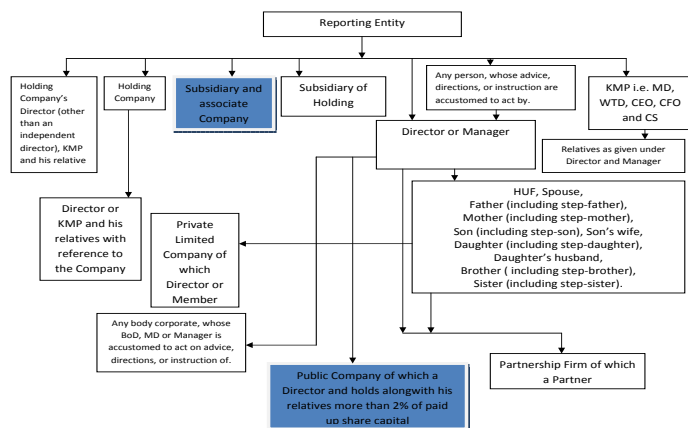 Reporting Entity
Holding
Company's
Director (other
than an
independent
director), KMP
and his relative
Holding
Company
Subsidiary and
associate
Company
Subsidiary of
Holding
Any person, whose advice,
directions, or instruction are
accustomed to act by.
KMP i.e. MD,
WTD, CEO, CFO
and CS
Director or Manager
Relatives as given under
Director and Manager
Director or
KMP and his
relatives with
reference to
the Company
Private
Limited
Company of
which
Director or
Member
HUF, Spouse,
Father (including step-father),
Mother (including step-mother),
Son (including step-son), Son's wife,
Daughter (including step-daughter),
Daughter's husband,
Brother ( including step-brother),
Sister (including step-sister).
Any body corporate, whose
BoD, MD or Manager is
accustomed to act on advice,
directions, or instruction of.
Public Company of which a
Director and holds alongwith his
relatives more than 2% of paid
up share capital
Partnership Firm of which
a Partner